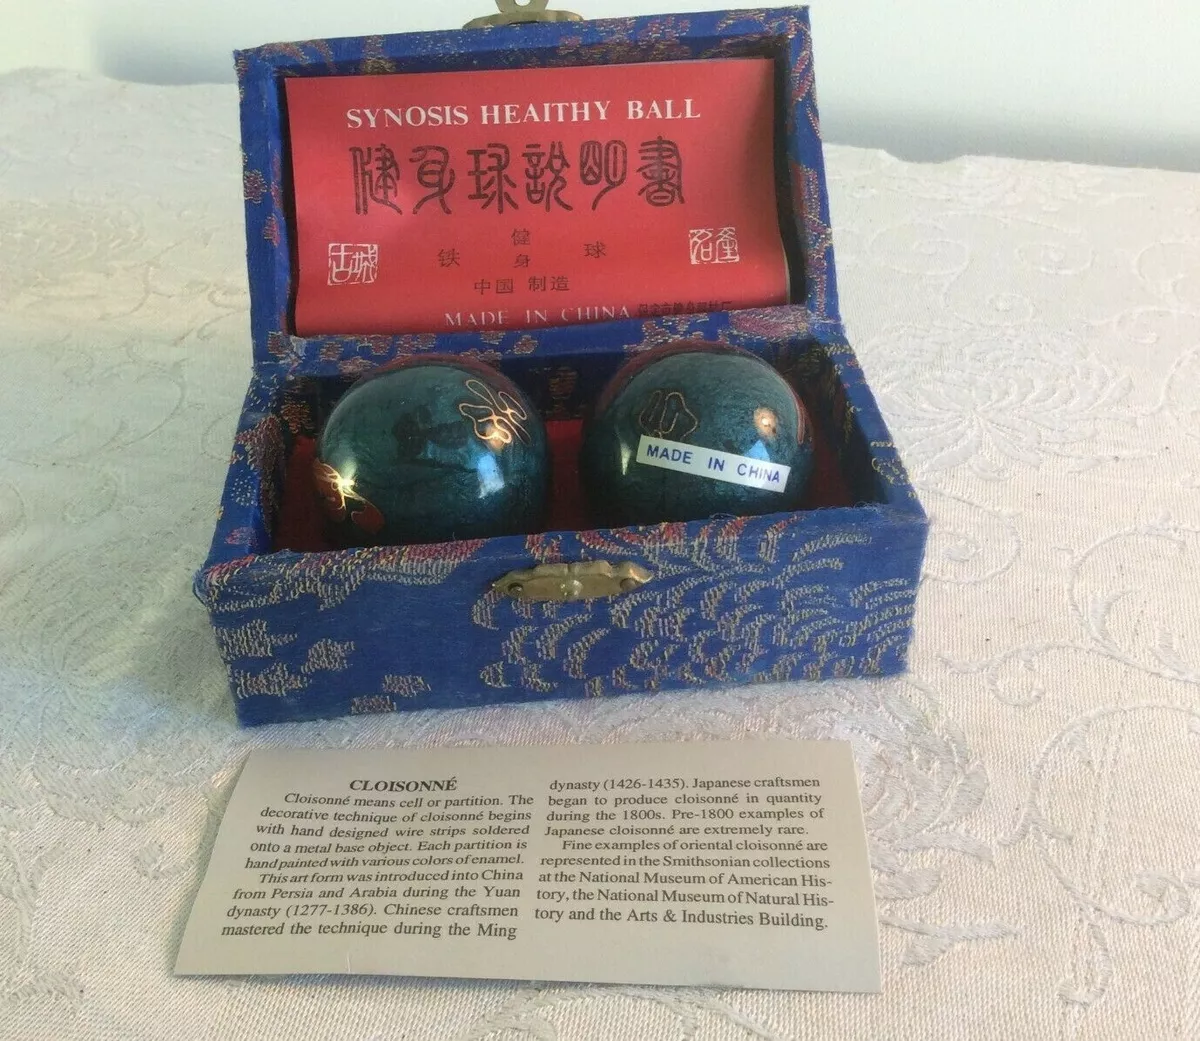 SYNOSIS HEAITHY BALL
健身球説明書
健
铁 身 球
古城
名産
中国 制造
MADE IN CHINA
MADE IN CHINA
CLOISONNÉ
Cloisonné means cell or partition. The
decorative technique of cloisonné begins
with hand designed wire strips soldered
onto a metal base object. Each partition is
hand painted with various colors of enamel.
This art form was introduced into China
from Persia and Arabia during the Yuan
dynasty (1277-1386). Chinese craftsmen
mastered the technique during the Ming
dynasty (1426-1435). Japanese craftsmen
began to produce cloisonné in quantity
during the 1800s. Pre-1800 examples of
Japanese cloisonné are extremely rare.
Fine examples of oriental cloisonné are
represented in the Smithsonian collections
at the National Museum of American His-
tory, the National Museum of Natural His-
tory and the Arts & Industries Building.